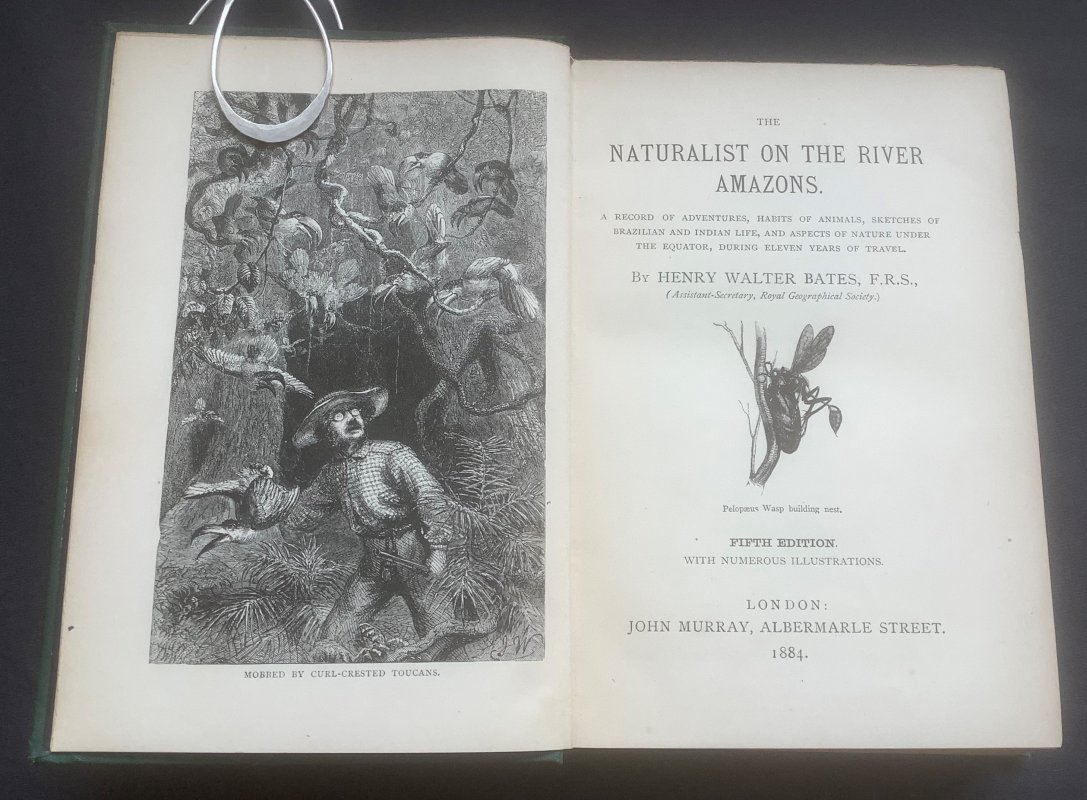 MOBBED BY CURL-CRESTED TOUCANS.
THE
NATURALIST ON THE RIVER
AMAZONS.
A RECORD OF ADVENTURES, HABITS OF ANIMALS, SKETCHES OF
BRAZILIAN AND INDIAN LIFE, AND ASPECTS OF NATURE UNDER
THE EQUATOR, DURING ELEVEN YEARS OF TRAVEL.
BY HENRY WALTER BATES, F.R.S.,
(Assistant-Secretary, Royal Geographical Society.)
Pelopæus Wasp building nest.
FIFTH EDITION.
WITH NUMEROUS ILLUSTRATIONS.
LONDON:
JOHN MURRAY, ALBERMARLE STREET.
1884.